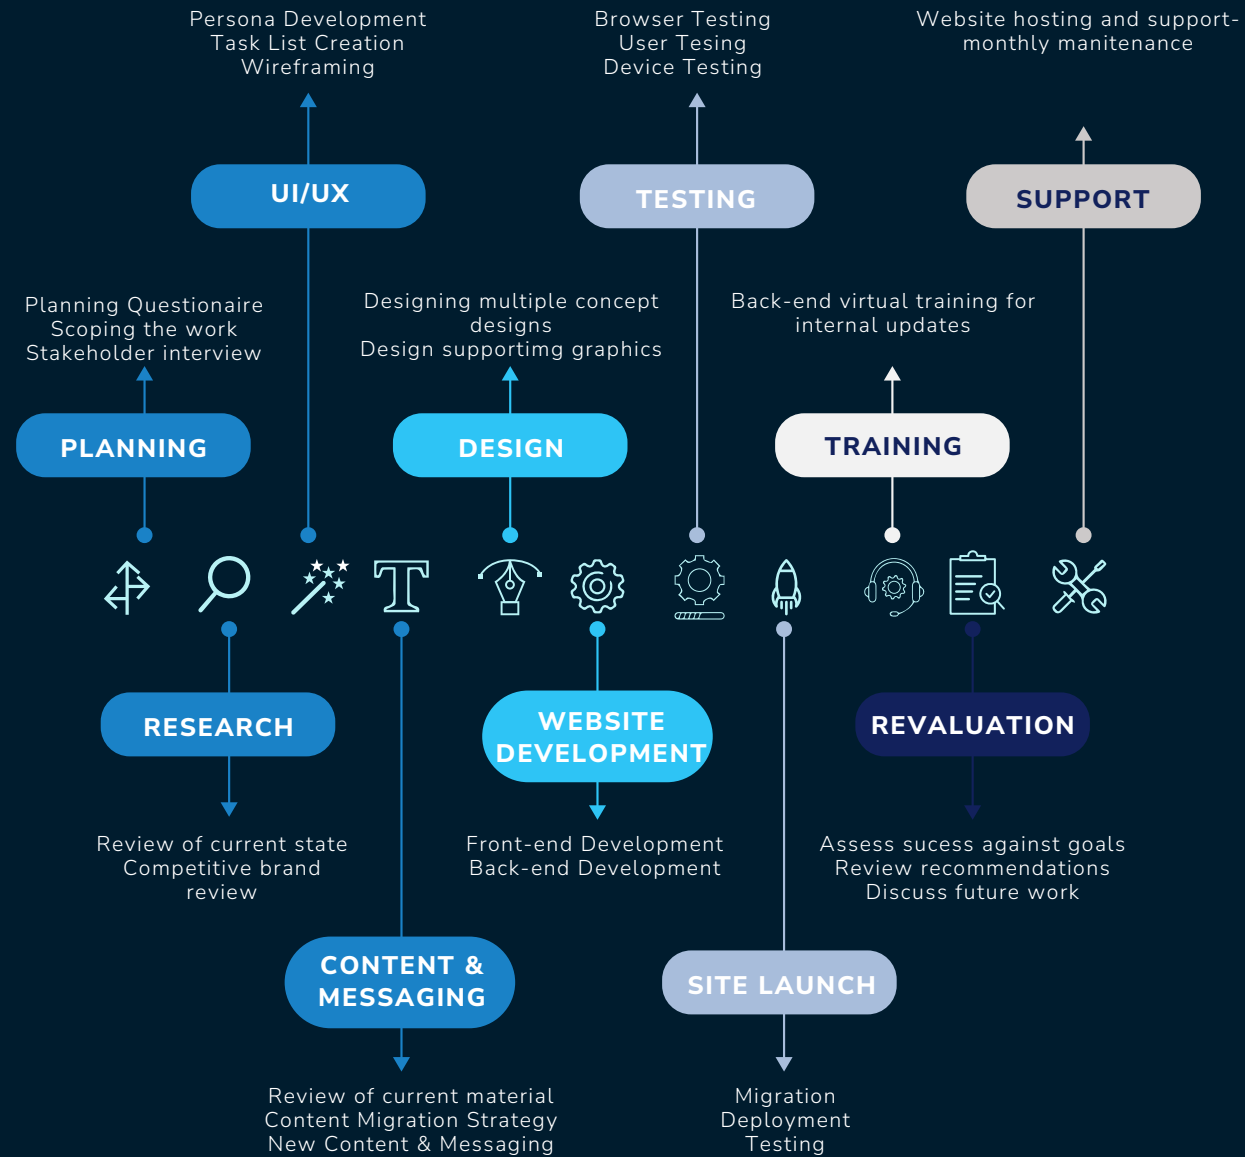 Persona Development
Task List Creation
Wireframing
Browser Testing
User Tesing
Device Testing
Website hosting and support-
monthly manitenance
UI/UX
TESTING
SUPPORT
Planning Questionaire
Scoping the work
Stakeholder interview
Designing multiple concept
designs
Design supportimg graphics
Back-end virtual training for
internal updates
PLANNING
DESIGN
TRAINING
RESEARCH
WEBSITE
DEVELOPMENT
REVALUATION
Review of current state
Competitive brand
review
Front-end Development
Back-end Development
Assess sucess against goals
Review recommendations
Discuss future work
CONTENT &
MESSAGING
SITE LAUNCH
Review of current material
Content Migration Strategy
New Content & Messaging
Migration
Deployment
Testing